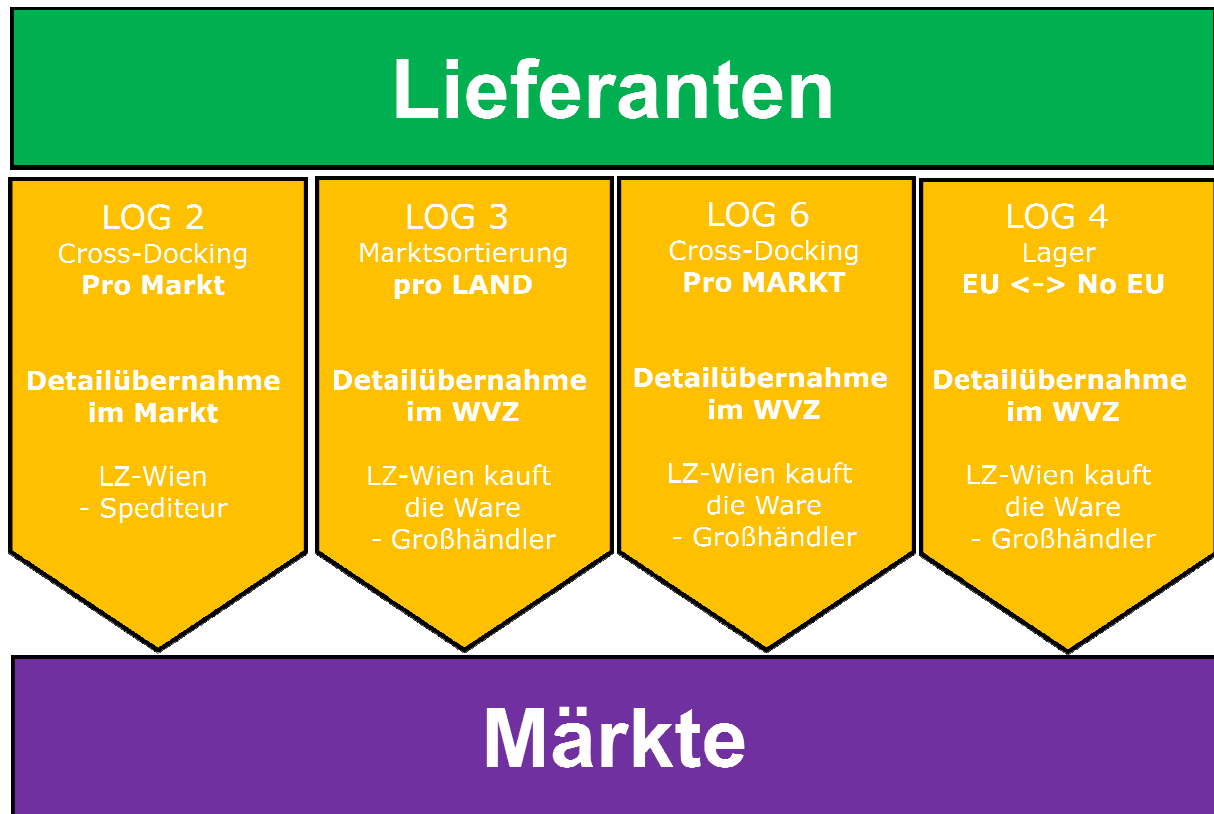 Lieferanten
LOG 2
Cross-Docking
Pro Markt
Detailübernahme
im Markt
LZ-Wien
- Spediteur
LOG 3
Marktsortierung
pro LAND
Detailübernahme
im WVZ
LZ-Wien kauft
die Ware
- Großhändler
LOG 6
Cross-Docking
Pro MARKT
Detailübernahme
im WVZ
LZ-Wien kauft
die Ware
- Großhändler
LOG 4
Lager
EU <-> No EU
Detailübernahme
im WVZ
LZ-Wien kauft
die Ware
- Großhändler
Märkte